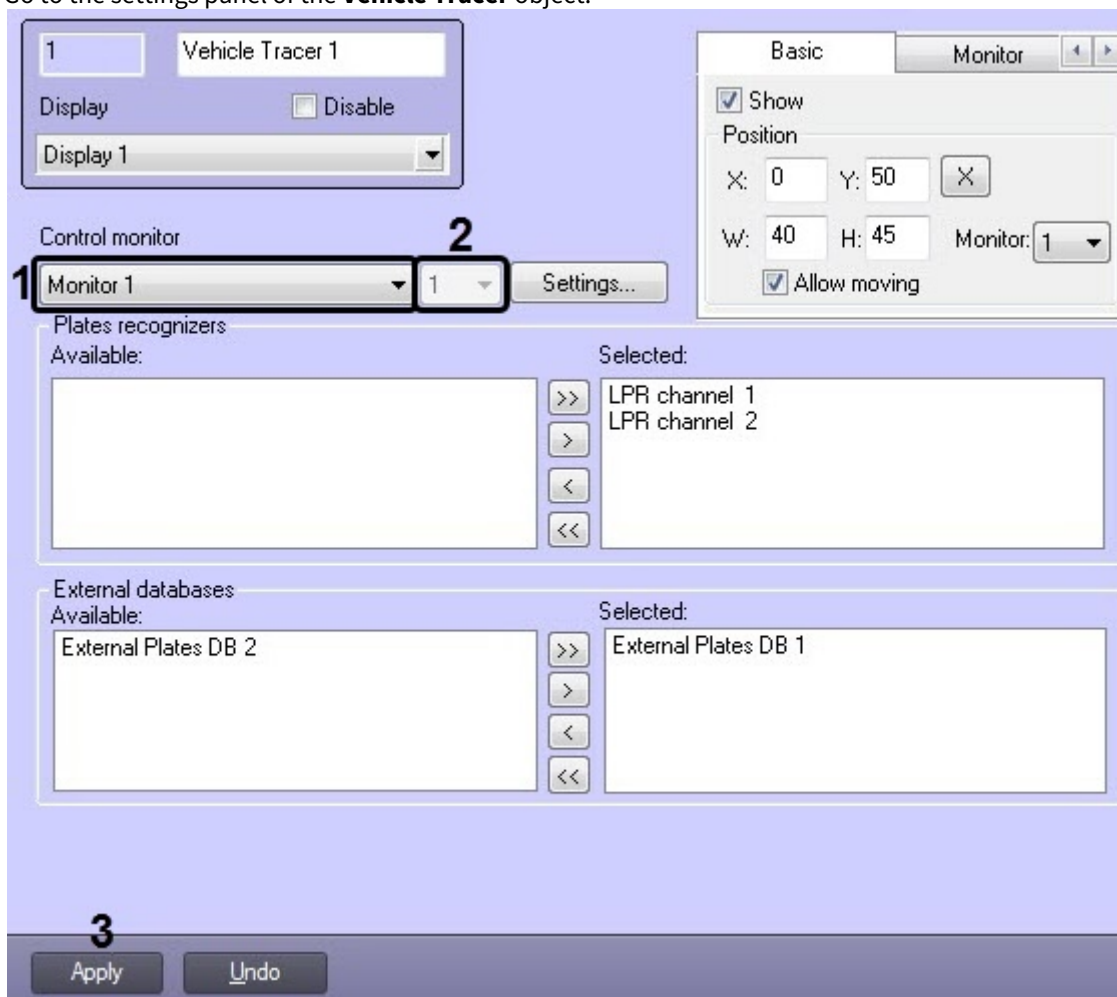 Go to the settings panel of the Vehicle Tracer object.
1 Vehicle Tracer 1
Display Disable
Display 1
Basic Monitor
Show
Position
X: 0 Y: 50 X
W: 40 H: 45 Monitor: 1
Allow moving
Control monitor 2
1 Monitor 1 1 Settings...
Plates recognizers
Available: Selected:
>> LPR channel 1
LPR channel 2
>
<
<<
External databases
Available: Selected:
External Plates DB 2 >> External Plates DB 1
>
<
<<
3
Apply Undo